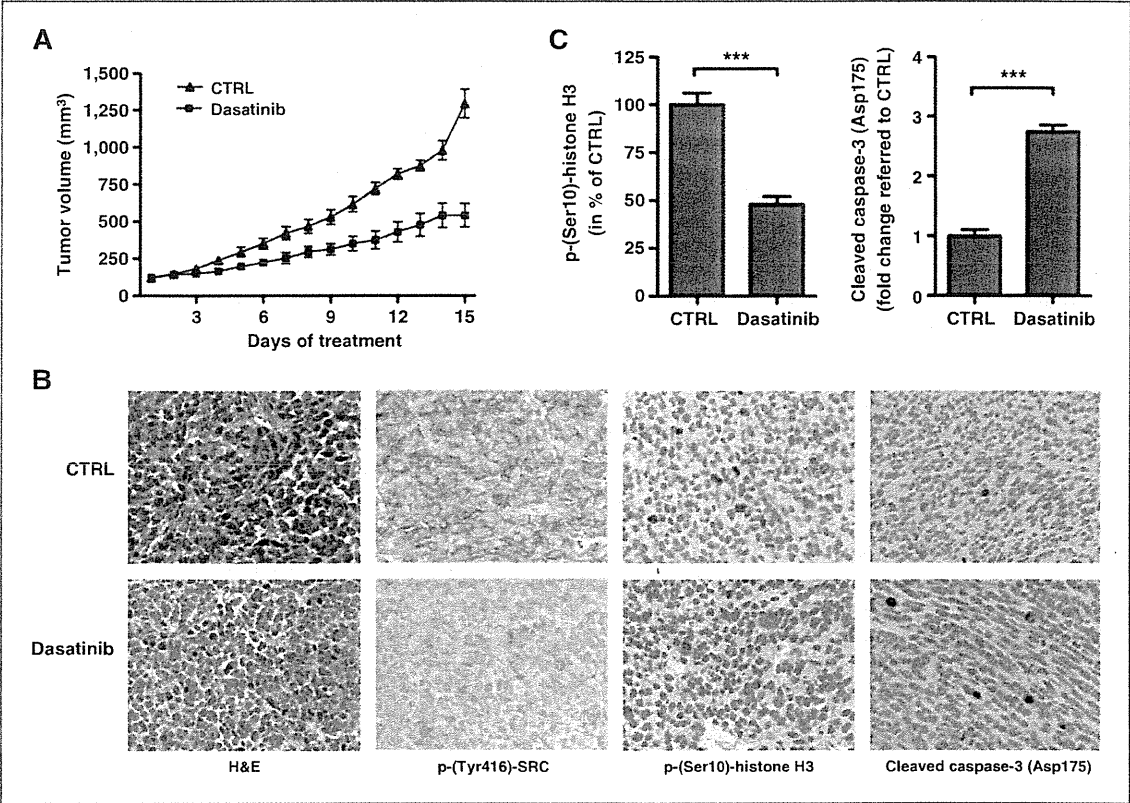 A
1,500
1,250
1,000
750
500
250
0
Tumor volume (mm³)
CTRL
Dasatinib
3 6 9 12 15
Days of treatment
C
125
100
75
50
25
0
p-(Ser10)-histone H3
(in % of CTRL)
***
CTRL Dasatinib
4
3
2
1
0
Cleaved caspase-3 (Asp175)
(fold change referred to CTRL)
***
CTRL Dasatinib
B
CTRL
Dasatinib
H&E
p-(Tyr416)-SRC
p-(Ser10)-histone H3
Cleaved caspase-3 (Asp175)